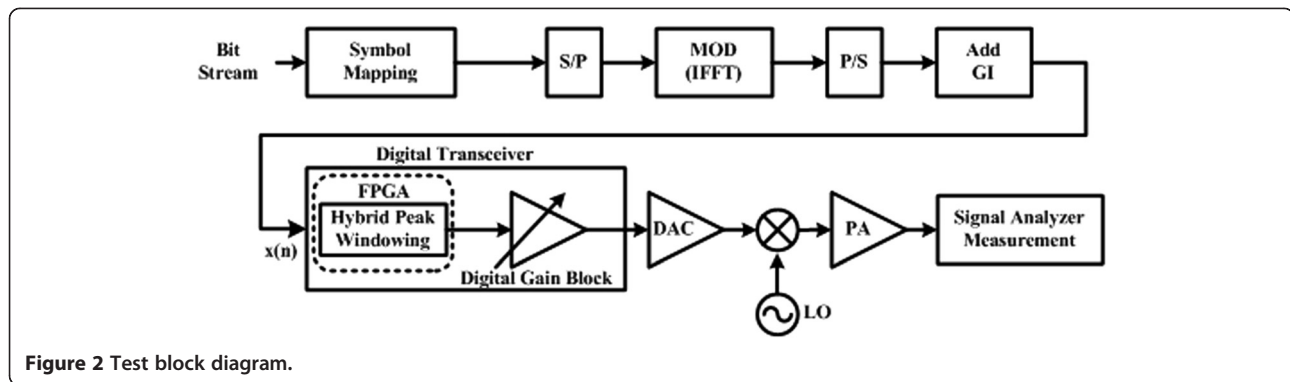 Bit
Stream
Symbol
Mapping
S/P
MOD
(IFFT)
P/S
Add
GI
Digital Transceiver
FPGA
Hybrid Peak
Windowing
x(n)
Digital Gain Block
DAC
LO
PA
Signal Analyzer
Measurement
Figure 2 Test block diagram.